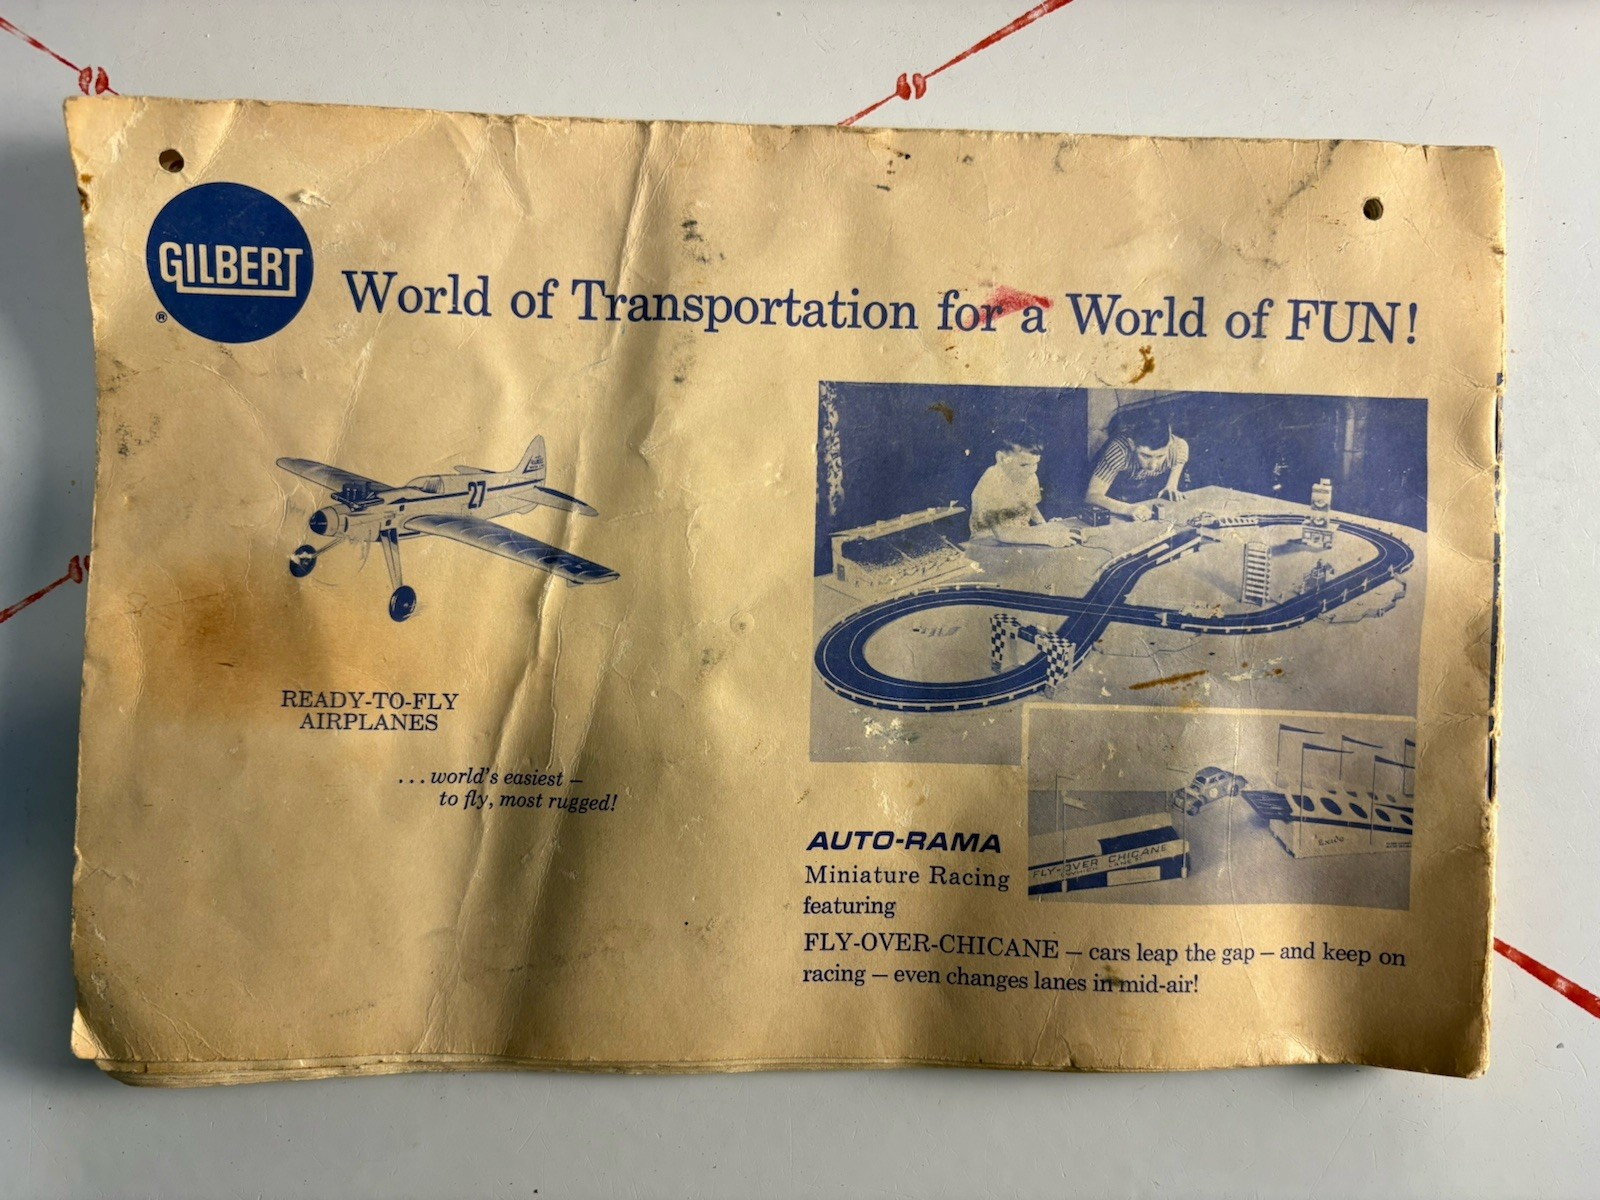 GILBERT
®
World of Transportation for a World of FUN!
27
READY-TO-FLY
AIRPLANES
...world's easiest –
to fly, most rugged!
FLY-OVER CHICANE
AUTO-RAMA
Miniature Racing
featuring
FLY-OVER-CHICANE – cars leap the gap – and keep on
racing – even changes lanes in mid-air!